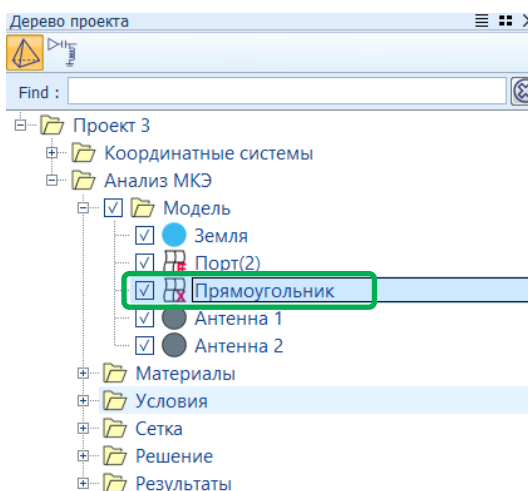 Дерево проекта
Find :
Проект 3
Координатные системы
Анализ МКЭ
Модель
Земля
Порт(2)
Прямоугольник
Антенна 1
Антенна 2
Материалы
Условия
Сетка
Решение
Результаты